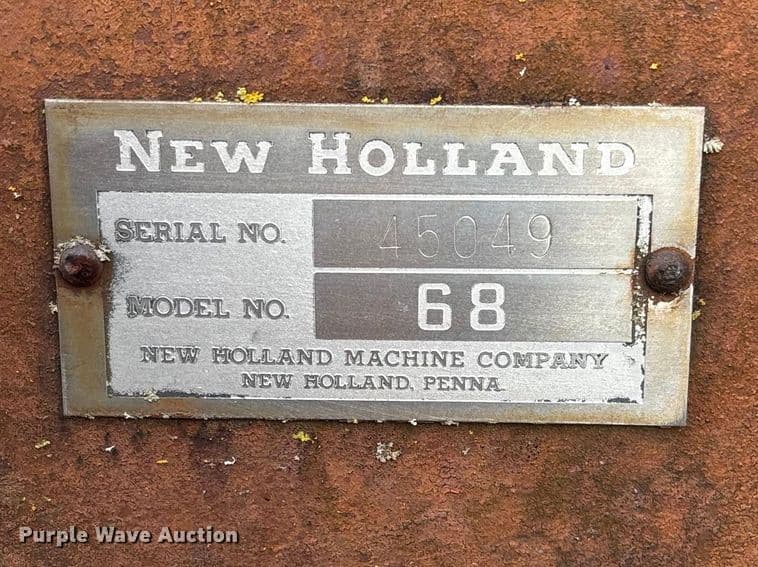 NEW HOLLAND
SERIAL NO. 45049
MODEL NO. 68
NEW HOLLAND MACHINE COMPANY
NEW HOLLAND, PENNA
Purple Wave Auction